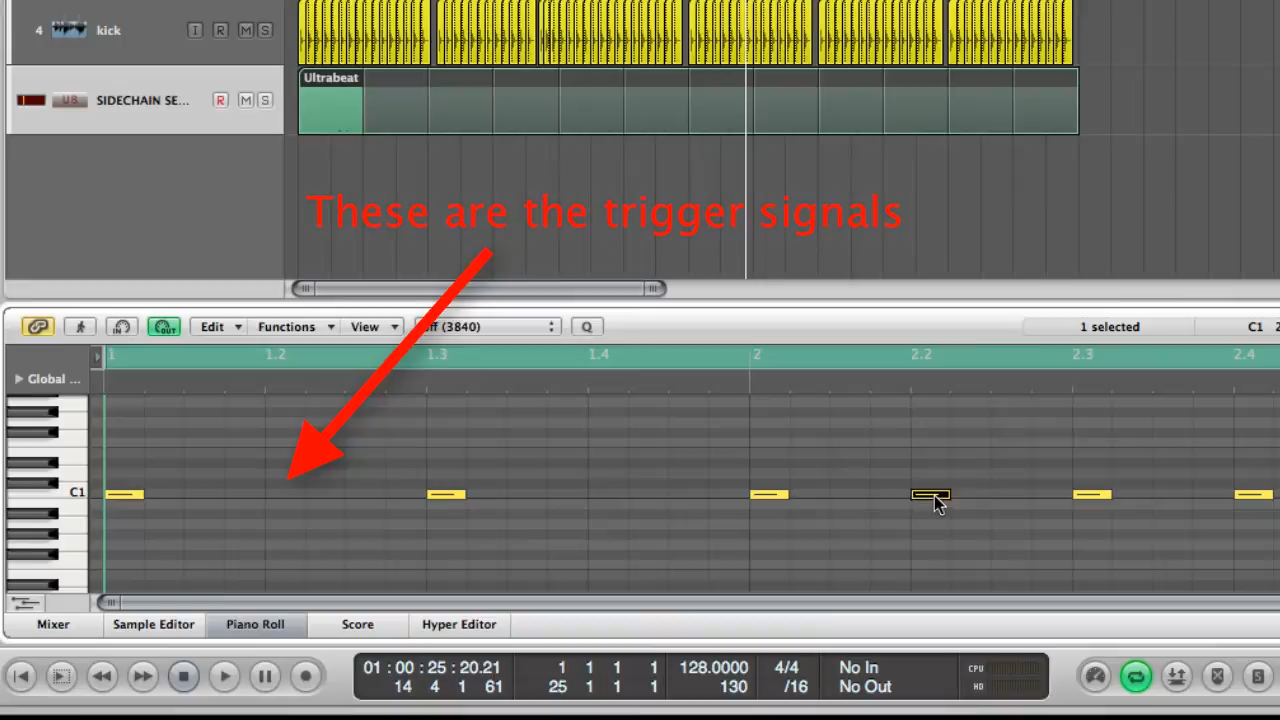 4 kick I R M S
Ultrabeat
UB SIDECHAIN SE... R M S
These are the trigger signals
IN OUT Edit Functions View (3840) Q 1 selected C1
1 1.2 1.3 1.4 2 2.2 2.3 2.4
Global ...
C1
Mixer Sample Editor Piano Roll Score Hyper Editor
01 : 00 : 25 : 20.21 1 1 1 1 128.0000 4/4 No In CPU
14 4 1 61 25 1 1 1 130 /16 No Out HD
S